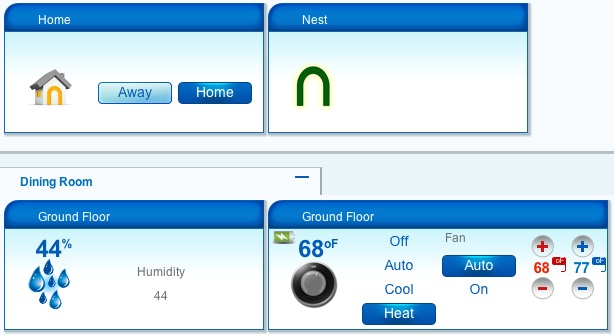 Home
Nest
Away
Home
Dining Room
Ground Floor
44%
Humidity
44
Ground Floor
68°F
Off
Auto
Cool
Heat
Fan
Auto
On
68 °F
77 °F